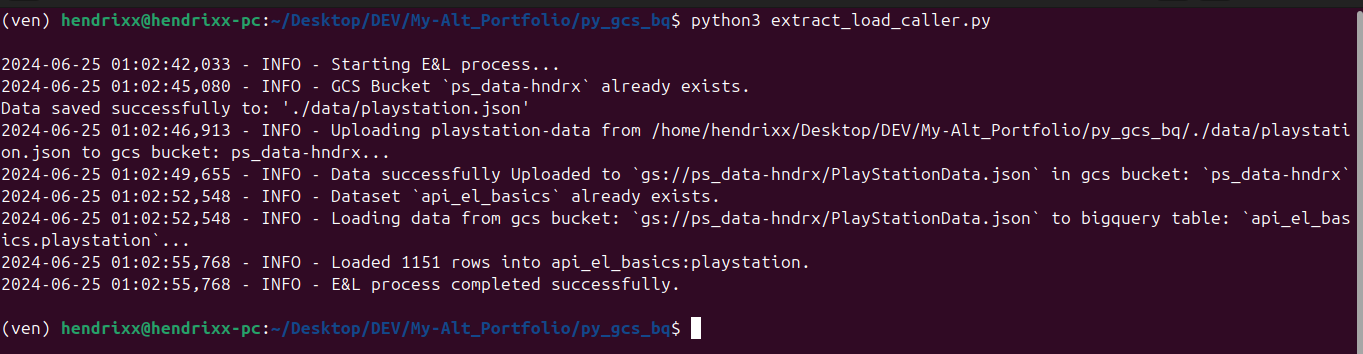 (ven) hendrixx@hendrixx-pc:~/Desktop/DEV/My-Alt_Portfolio/py_gcs_bq$ python3 extract_load_caller.py
2024-06-25 01:02:42,033 - INFO - Starting E&L process...
2024-06-25 01:02:45,080 - INFO - GCS Bucket `ps_data-hndrx` already exists.
Data saved successfully to: './data/playstation.json'
2024-06-25 01:02:46,913 - INFO - Uploading playstation-data from /home/hendrixx/Desktop/DEV/My-Alt_Portfolio/py_gcs_bq/./data/playstati
on.json to gcs bucket: ps_data-hndrx...
2024-06-25 01:02:49,655 - INFO - Data successfully Uploaded to `gs://ps_data-hndrx/PlayStationData.json` in gcs bucket: `ps_data-hndrx`
2024-06-25 01:02:52,548 - INFO - Dataset `api_el_basics` already exists.
2024-06-25 01:02:52,548 - INFO - Loading data from gcs bucket: `gs://ps_data-hndrx/PlayStationData.json` to bigquery table: `api_el_bas
ics.playstation`...
2024-06-25 01:02:55,768 - INFO - Loaded 1151 rows into api_el_basics:playstation.
2024-06-25 01:02:55,768 - INFO - E&L process completed successfully.
(ven) hendrixx@hendrixx-pc:~/Desktop/DEV/My-Alt_Portfolio/py_gcs_bq$